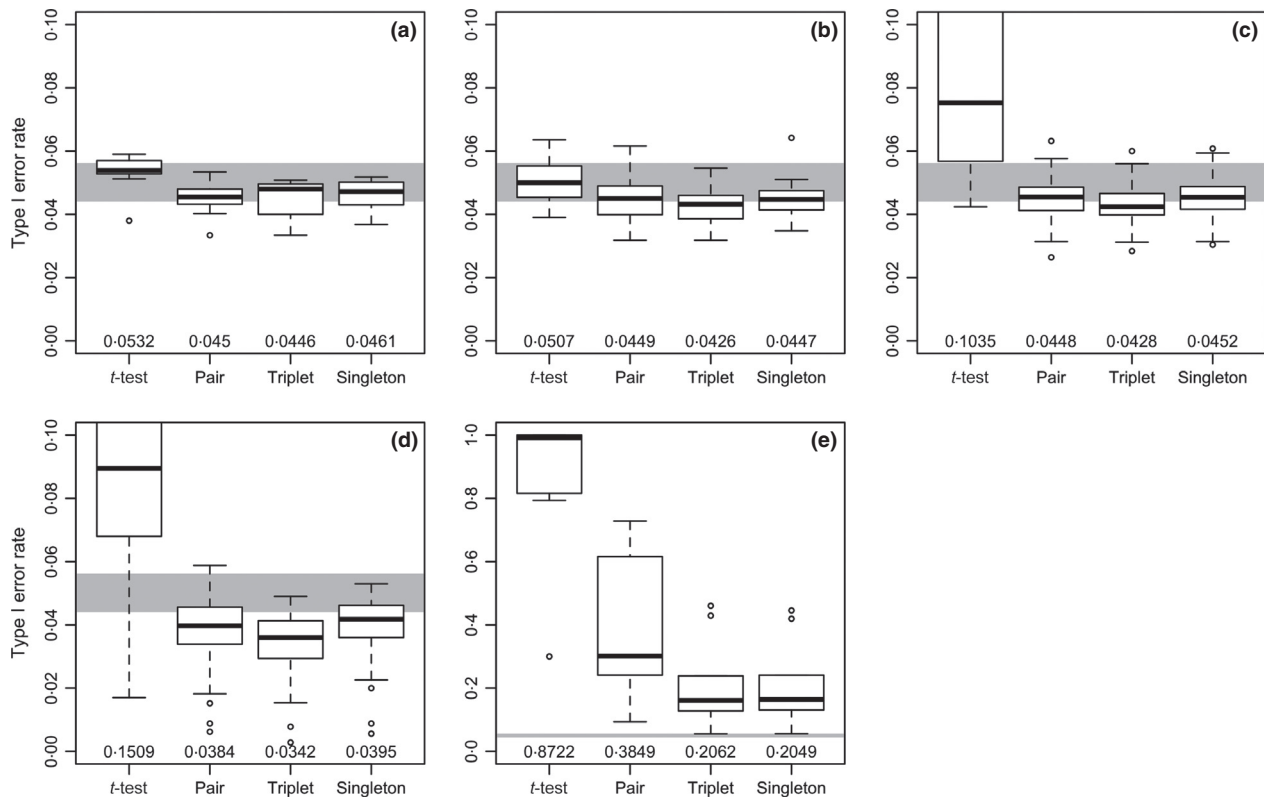 (a)
Type I error rate
0·10
0·08
0·06
0·04
0·02
0·00
0·0532 0·045 0·0446 0·0461
t-test Pair Triplet Singleton
(b)
0·10
0·08
0·06
0·04
0·02
0·00
0·0507 0·0449 0·0426 0·0447
t-test Pair Triplet Singleton
(c)
0·10
0·08
0·06
0·04
0·02
0·00
0·1035 0·0448 0·0428 0·0452
t-test Pair Triplet Singleton
(d)
Type I error rate
0·10
0·08
0·06
0·04
0·02
0·00
0·1509 0·0384 0·0342 0·0395
t-test Pair Triplet Singleton
(e)
1·0
0·8
0·6
0·4
0·2
0·0
0·8722 0·3849 0·2062 0·2049
t-test Pair Triplet Singleton